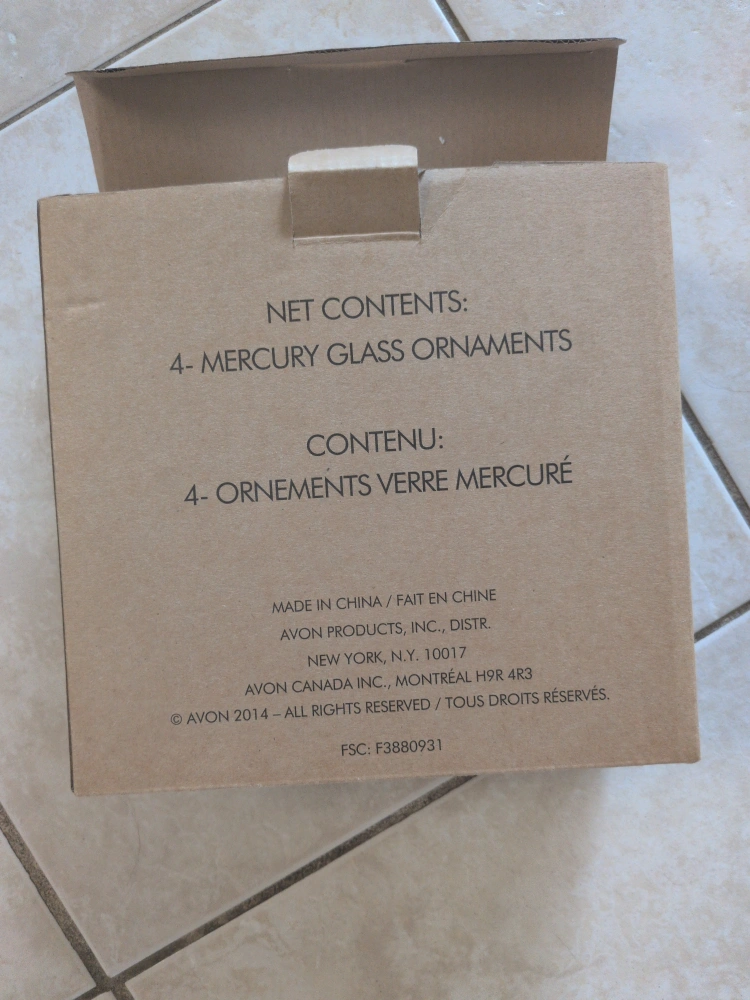 NET CONTENTS:
4- MERCURY GLASS ORNAMENTS
CONTENU:
4- ORNEMENTS VERRE MERCURÉ
MADE IN CHINA / FAIT EN CHINE
AVON PRODUCTS, INC., DISTR.
NEW YORK, N.Y. 10017
AVON CANADA INC., MONTRÉAL H9R 4R3
© AVON 2014 – ALL RIGHTS RESERVED / TOUS DROITS RÉSERVÉS.
FSC: F3880931